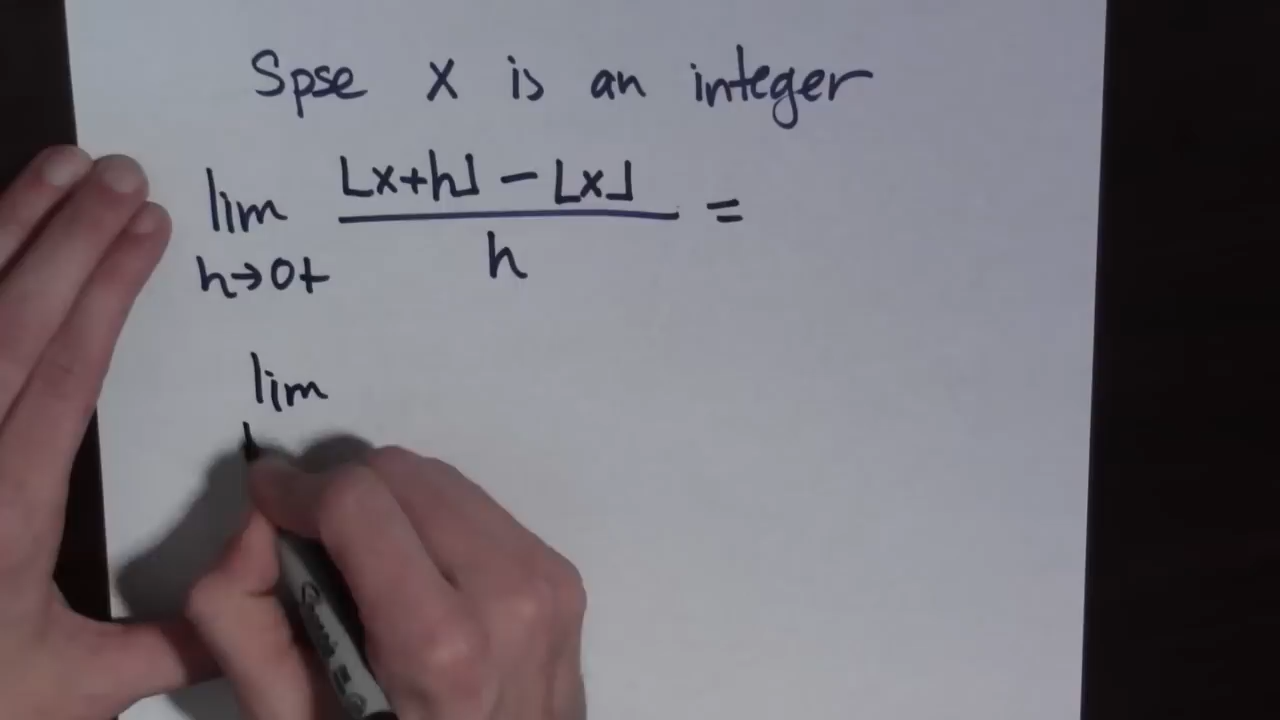 Spse x is an integer
lim ⌊x+h⌋ − ⌊x⌋ =
h→0+ h
lim